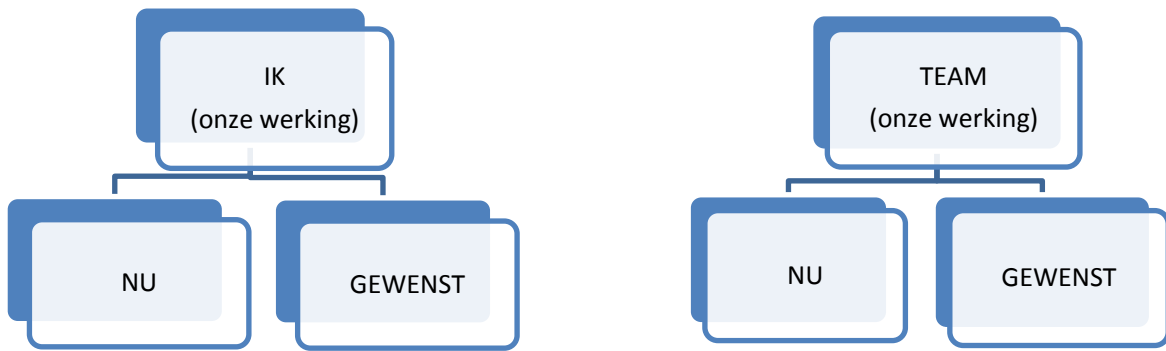 IK
(onze werking)
NU
GEWENST
TEAM
(onze werking)
NU
GEWENST